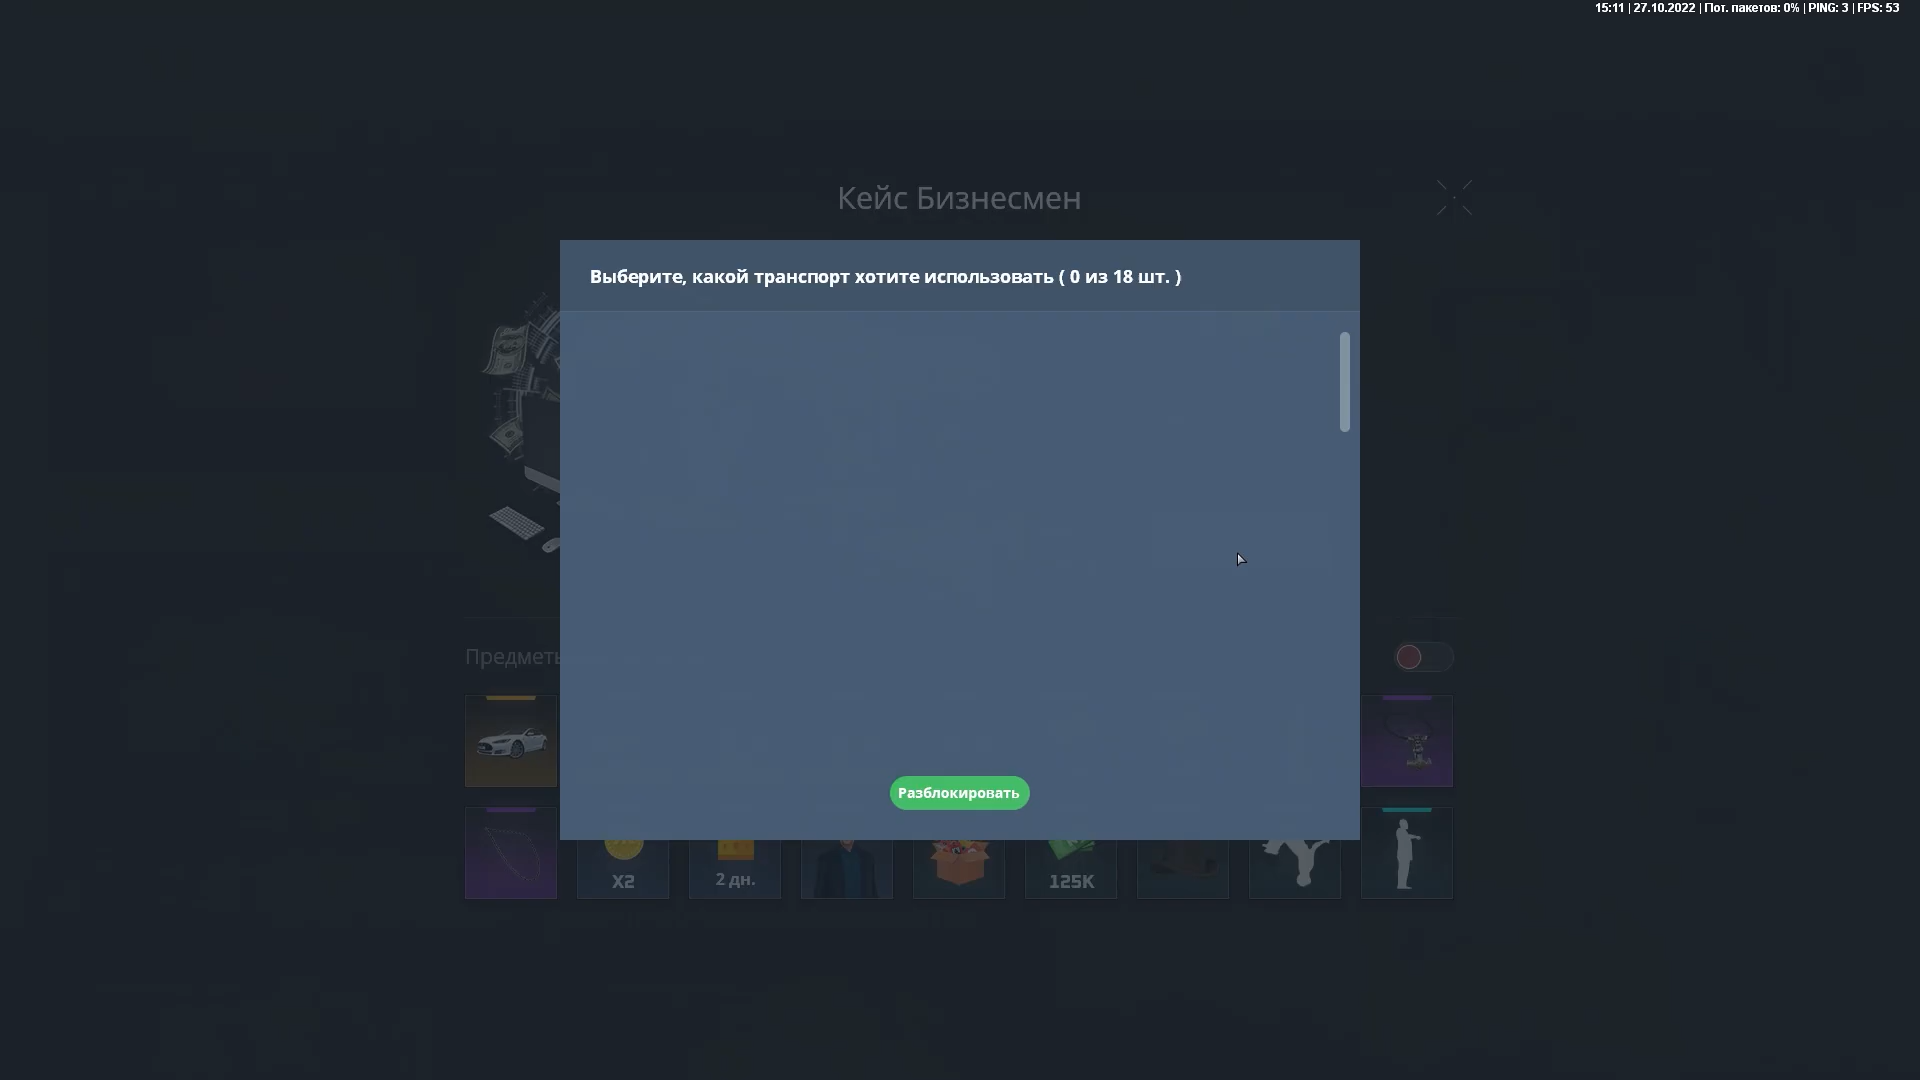 15:11 | 27.10.2022 | Пот. пакетов: 0% | PING: 3 | FPS: 53
Кейс Бизнесмен
Выберите, какой транспорт хотите использовать ( 0 из 18 шт. )
Предметы
Разблокировать
X2
2 дн.
125K